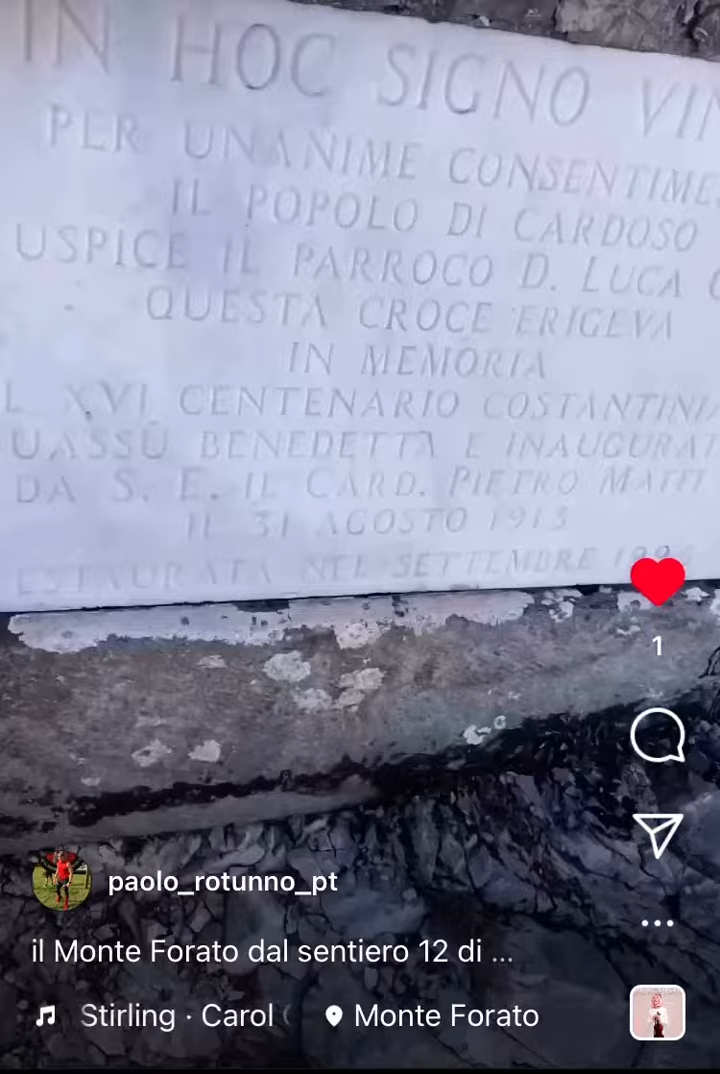 IN HOC SIGNO VIN
PER UNANIME CONSENTIME
IL POPOLO DI CARDOSO
USPICE IL PARROCO D. LUCA
QUESTA CROCE ERIGEVA
IN MEMORIA
L XVI CENTENARIO COSTANTINIA
UASSÙ BENEDETTA E INAUGURAT
DA S. E. IL CARD. PIETRO MAFFI
IL 31 AGOSTO 1913
ESTAURATA NEL SETTEMBRE
1
paolo_rotunno_pt
il Monte Forato dal sentiero 12 di ...
Stirling · Carol
Monte Forato